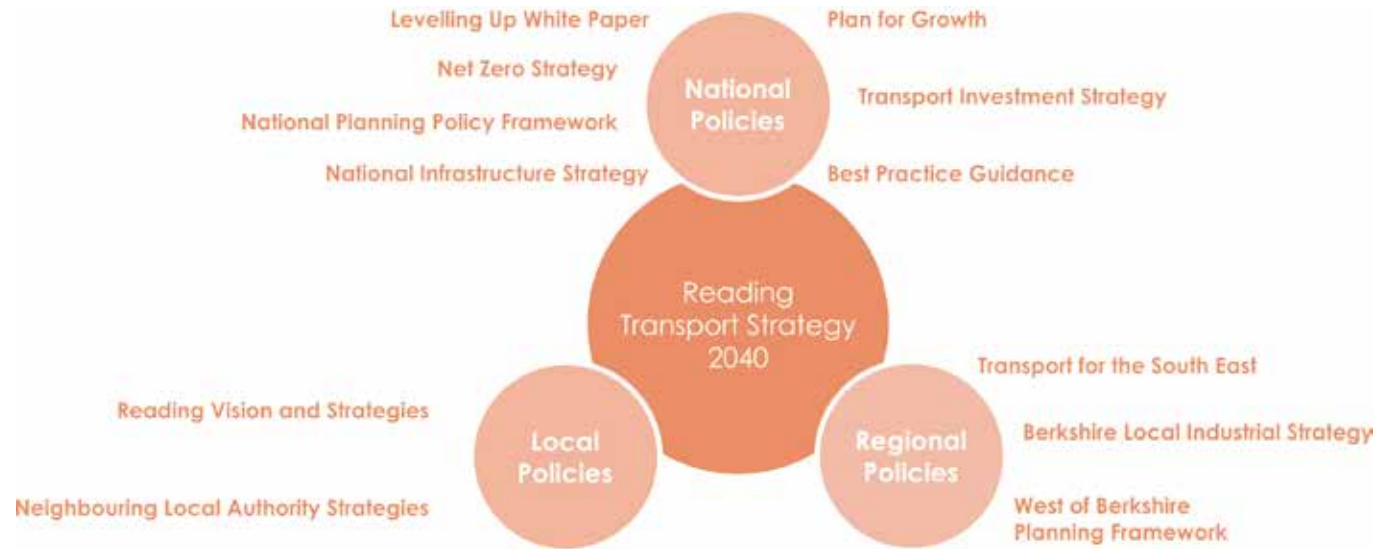 Levelling Up White Paper
Plan for Growth
Net Zero Strategy
National
Policies
Transport Investment Strategy
National Planning Policy Framework
National Infrastructure Strategy
Best Practice Guidance
Reading
Transport Strategy
2040
Transport for the South East
Reading Vision and Strategies
Local
Policies
Regional
Policies
Berkshire Local Industrial Strategy
Neighbouring Local Authority Strategies
West of Berkshire
Planning Framework